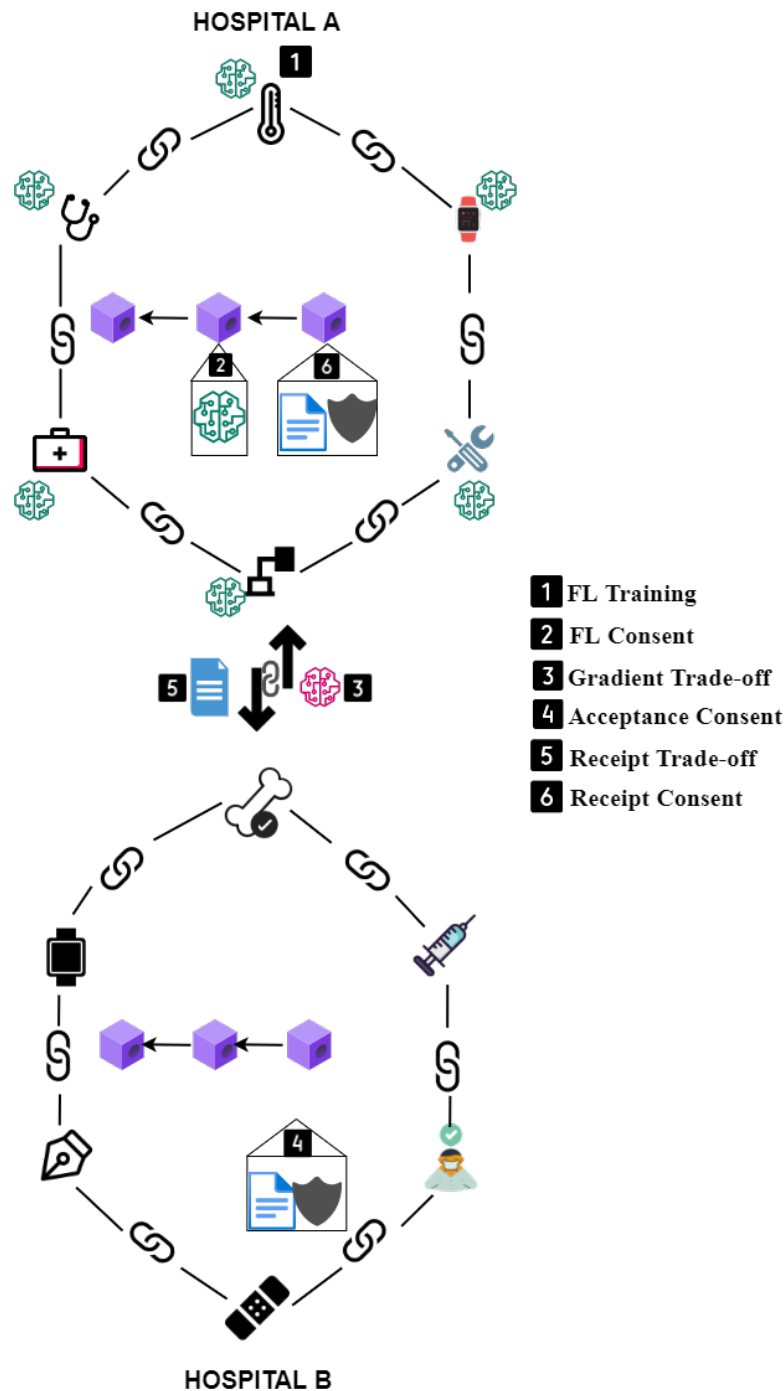 HOSPITAL A
1
2
6
1 FL Training
2 FL Consent
5
3
3 Gradient Trade-off
4 Acceptance Consent
5 Receipt Trade-off
6 Receipt Consent
4
HOSPITAL B